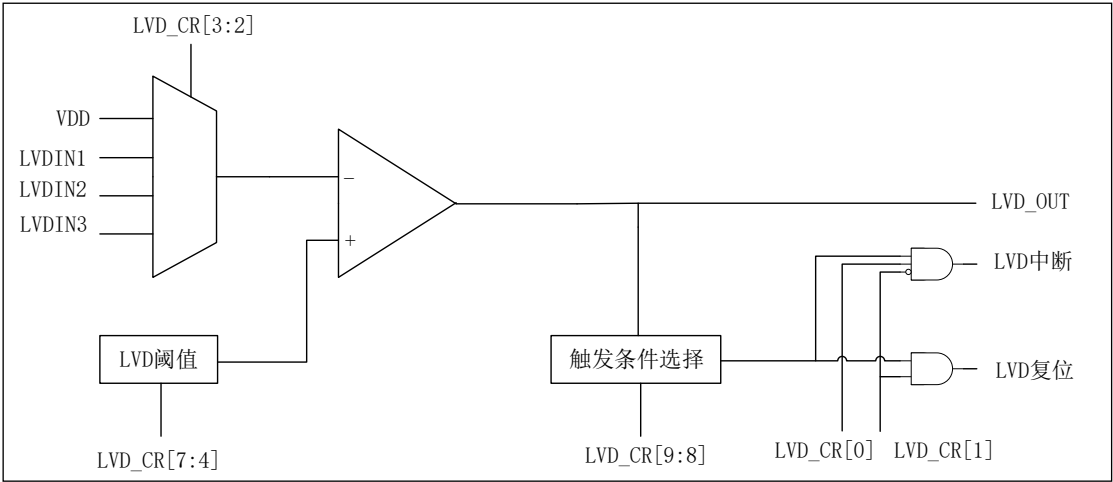 LVD_CR[3:2]
VDD
LVDIN1
LVDIN2
LVDIN3
-
+
LVD_OUT
LVD中断
LVD阈值
触发条件选择
LVD复位
LVD_CR[7:4]
LVD_CR[9:8]
LVD_CR[0]
LVD_CR[1]